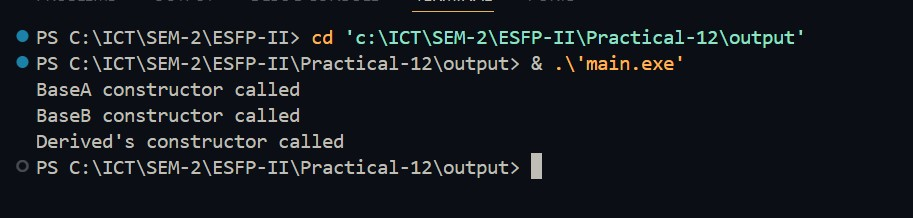 PS C:\ICT\SEM-2\ESFP-II> cd 'c:\ICT\SEM-2\ESFP-II\Practical-12\output'
PS C:\ICT\SEM-2\ESFP-II\Practical-12\output> & .\'main.exe'
BaseA constructor called
BaseB constructor called
Derived's constructor called
PS C:\ICT\SEM-2\ESFP-II\Practical-12\output>